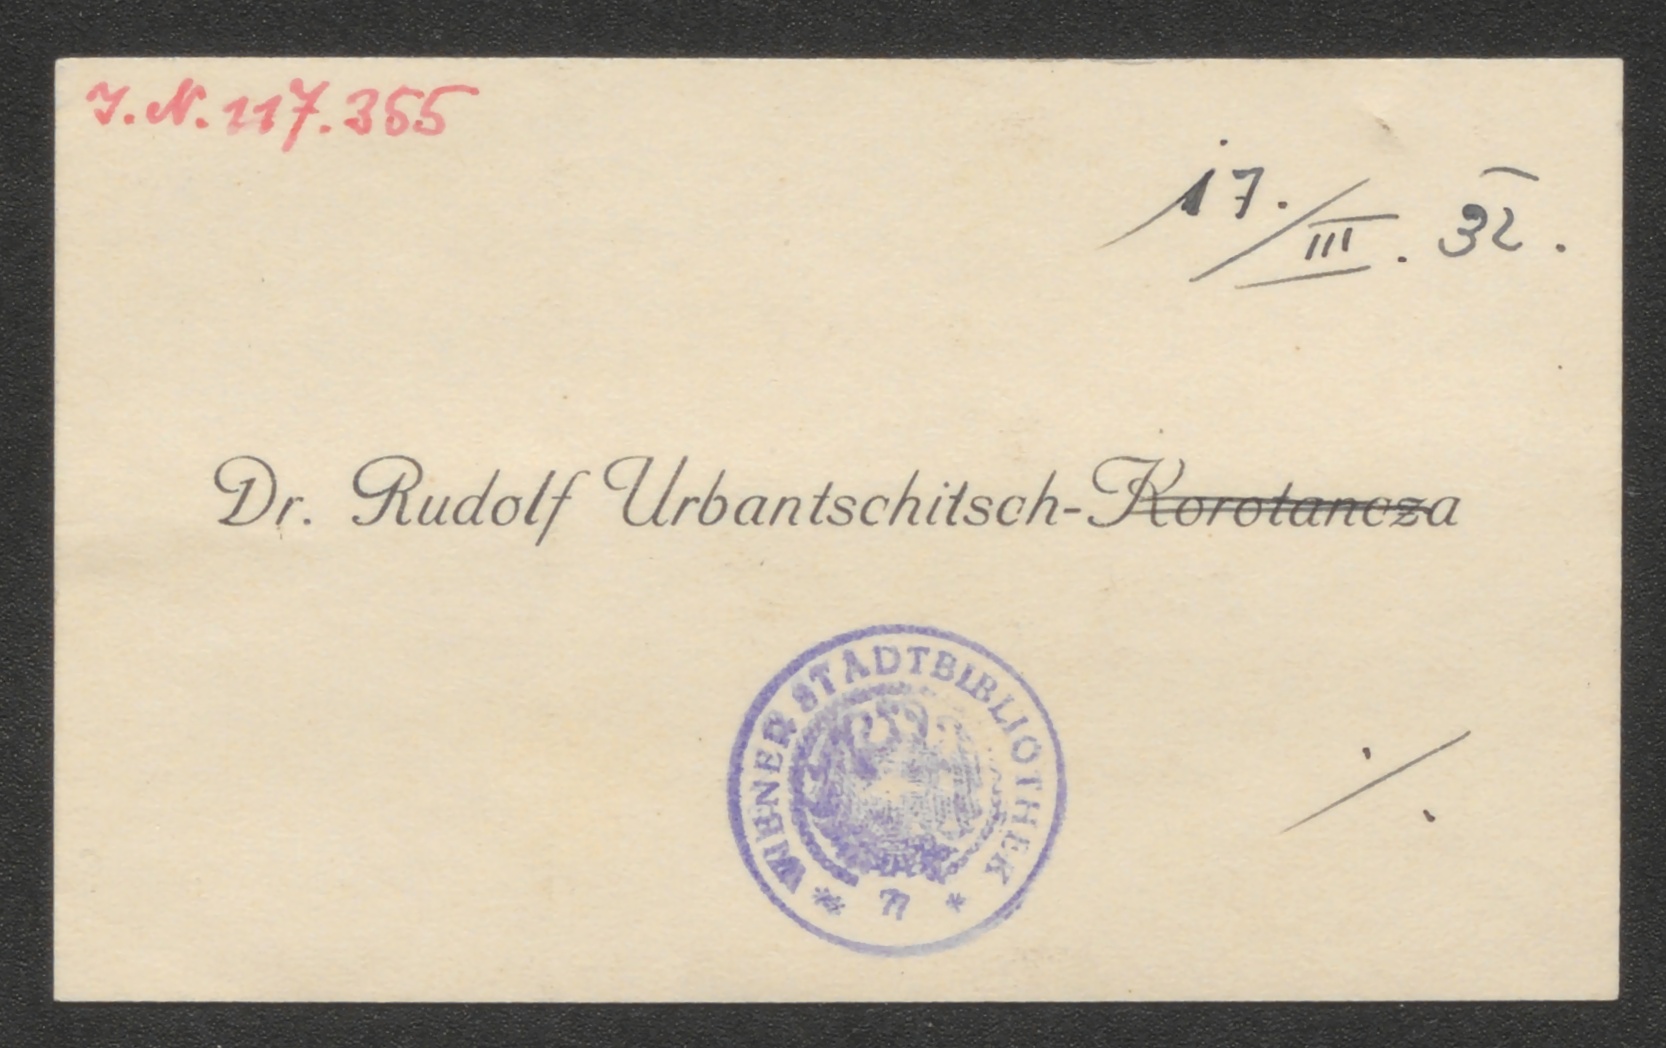 J.N. 117.355
17./III. 32.
Dr. Rudolf Urbantschitsch-Korotancza
WIENER STADTBIBLIOTHEK
./.